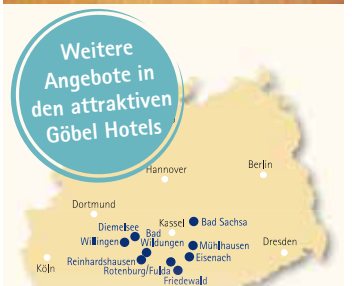 Weitere
Angebote in
den attraktiven
Göbel Hotels
Hannover
Berlin
Dortmund
Kassel
Bad Sachsa
Diemelsee
Bad
Willingen
Wildungen
Mühlhausen
Dresden
Eisenach
Köln
Reinhardshausen
Rotenburg/Fulda
Friedewald